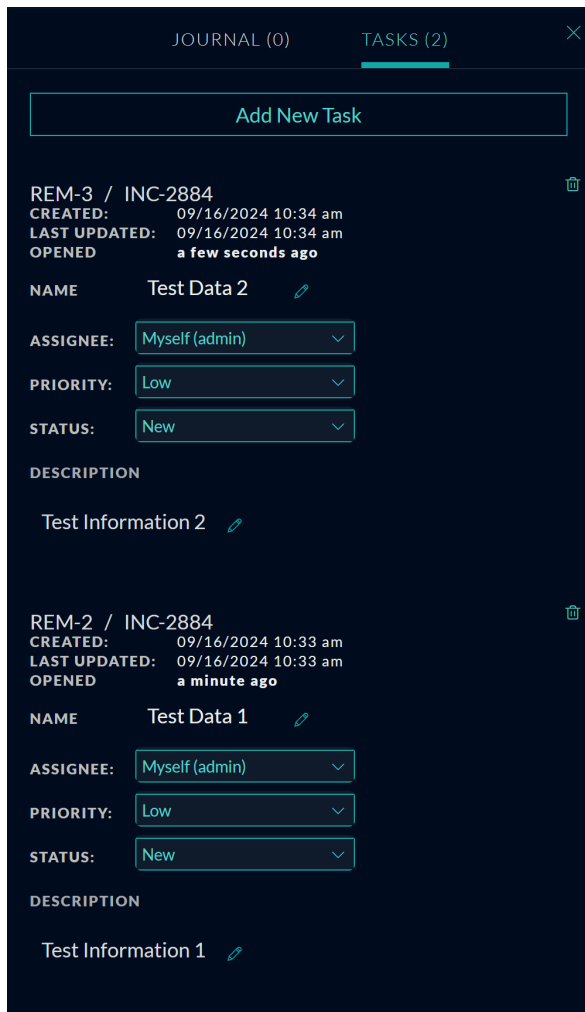 JOURNAL (0) TASKS (2)
Add New Task
REM-3 / INC-2884
CREATED: 09/16/2024 10:34 am
LAST UPDATED: 09/16/2024 10:34 am
OPENED a few seconds ago
NAME Test Data 2
ASSIGNEE: Myself (admin)
PRIORITY: Low
STATUS: New
DESCRIPTION
Test Information 2
REM-2 / INC-2884
CREATED: 09/16/2024 10:33 am
LAST UPDATED: 09/16/2024 10:33 am
OPENED a minute ago
NAME Test Data 1
ASSIGNEE: Myself (admin)
PRIORITY: Low
STATUS: New
DESCRIPTION
Test Information 1